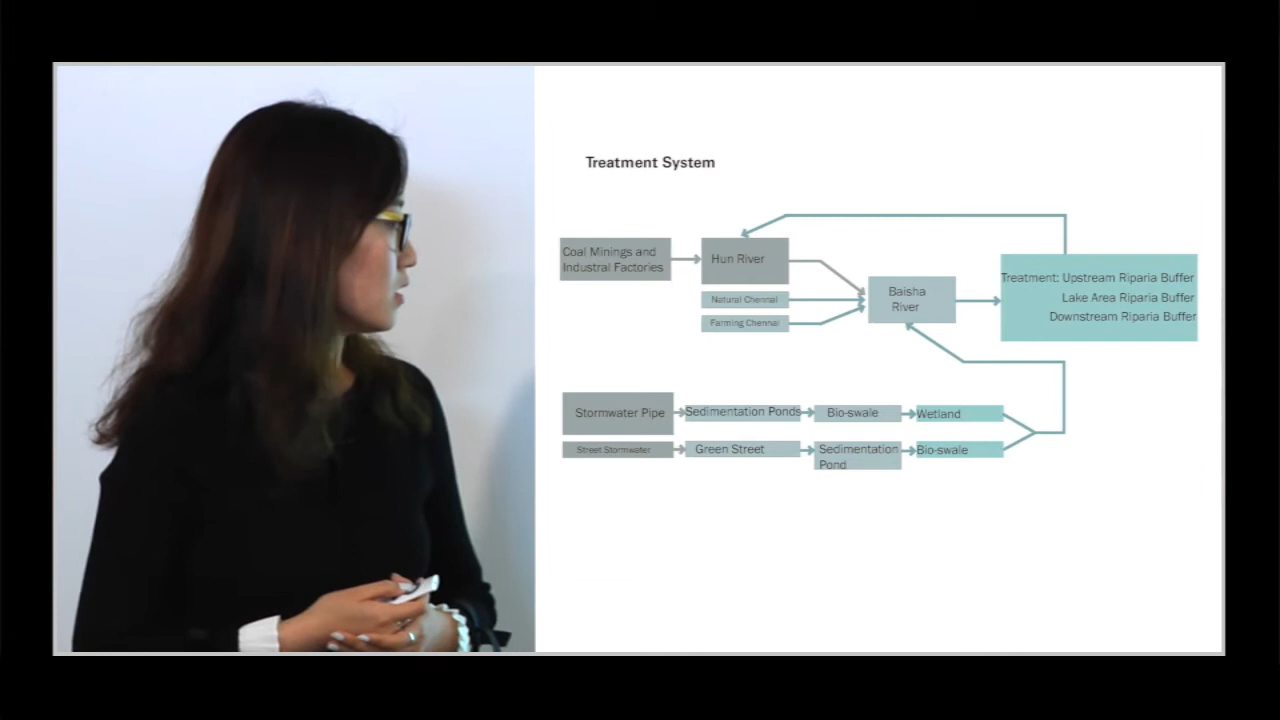 Treatment System
Coal Minings and
Industral Factories
Hun River
Natural Chennal
Farming Chennal
Baisha
River
Treatment: Upstream Riparia Buffer
Lake Area Riparia Buffer
Downstream Riparia Buffer
Stormwater Pipe
Sedimentation Ponds
Bio-swale
Wetland
Street Stormwater
Green Street
Sedimentation
Pond
Bio-swale